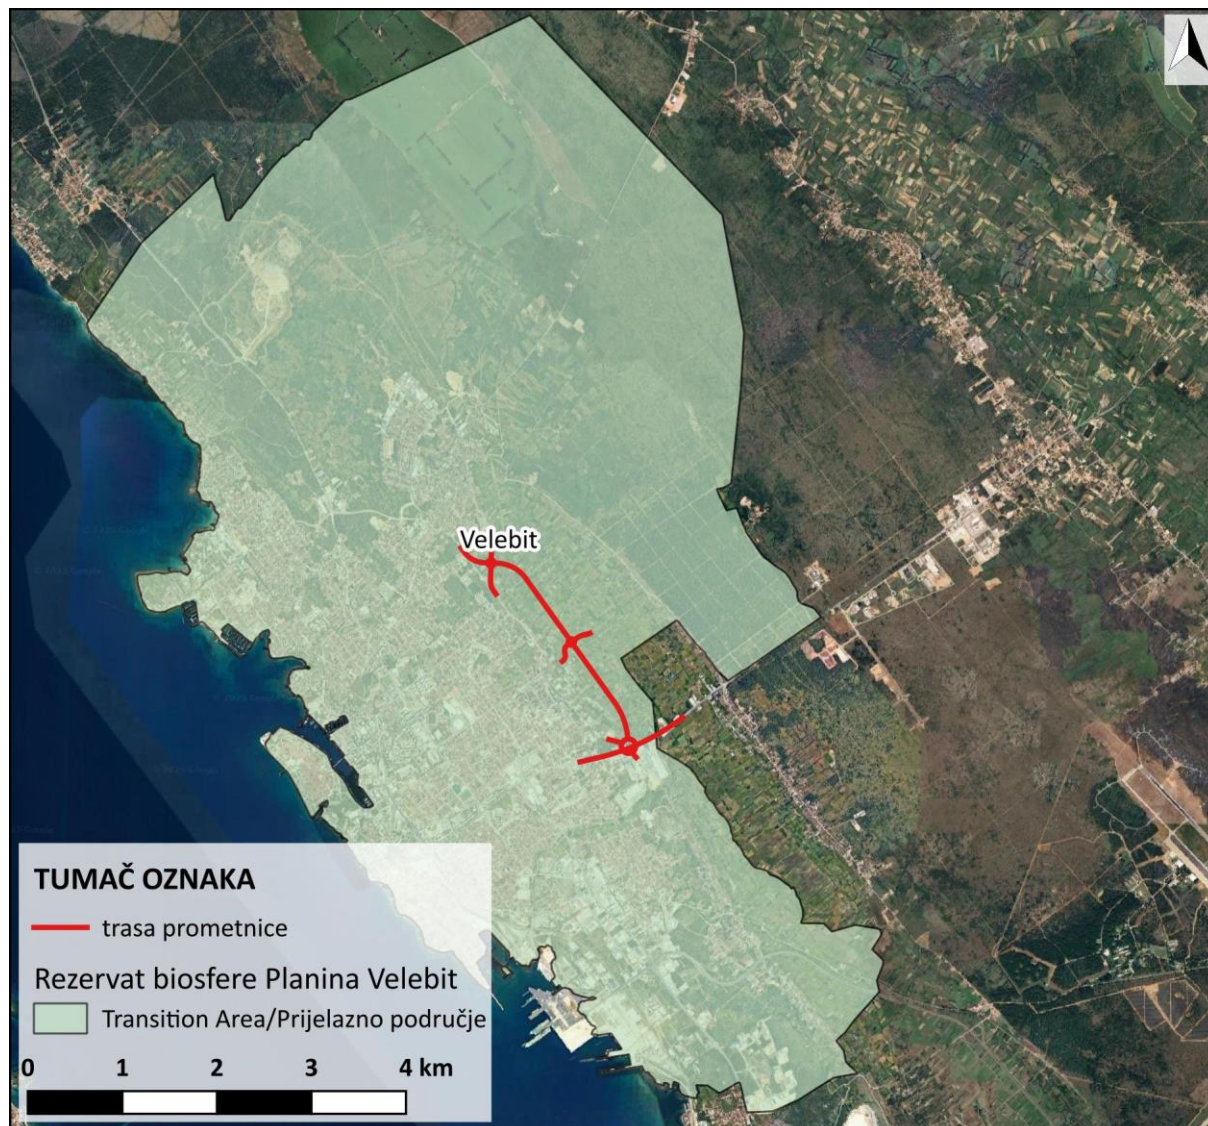 Velebit
TUMAČ OZNAKA
trasa prometnice
Rezervat biosfere Planina Velebit
Transition Area/Prijelazno područje
0 1 2 3 4 km